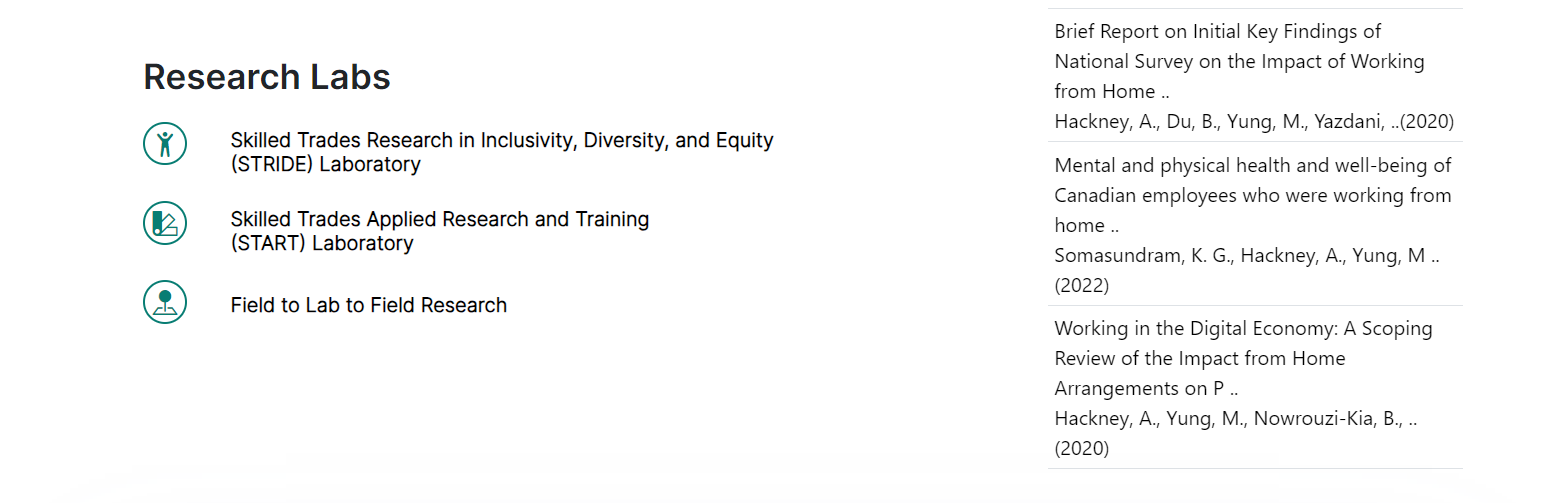 Research Labs
Skilled Trades Research in Inclusivity, Diversity, and Equity
(STRIDE) Laboratory
Skilled Trades Applied Research and Training
(START) Laboratory
Field to Lab to Field Research
Brief Report on Initial Key Findings of
National Survey on the Impact of Working
from Home ..
Hackney, A., Du, B., Yung, M., Yazdani, ..(2020)
Mental and physical health and well-being of
Canadian employees who were working from
home ..
Somasundram, K. G., Hackney, A., Yung, M ..
(2022)
Working in the Digital Economy: A Scoping
Review of the Impact from Home
Arrangements on P ..
Hackney, A., Yung, M., Nowrouzi-Kia, B., ..
(2020)